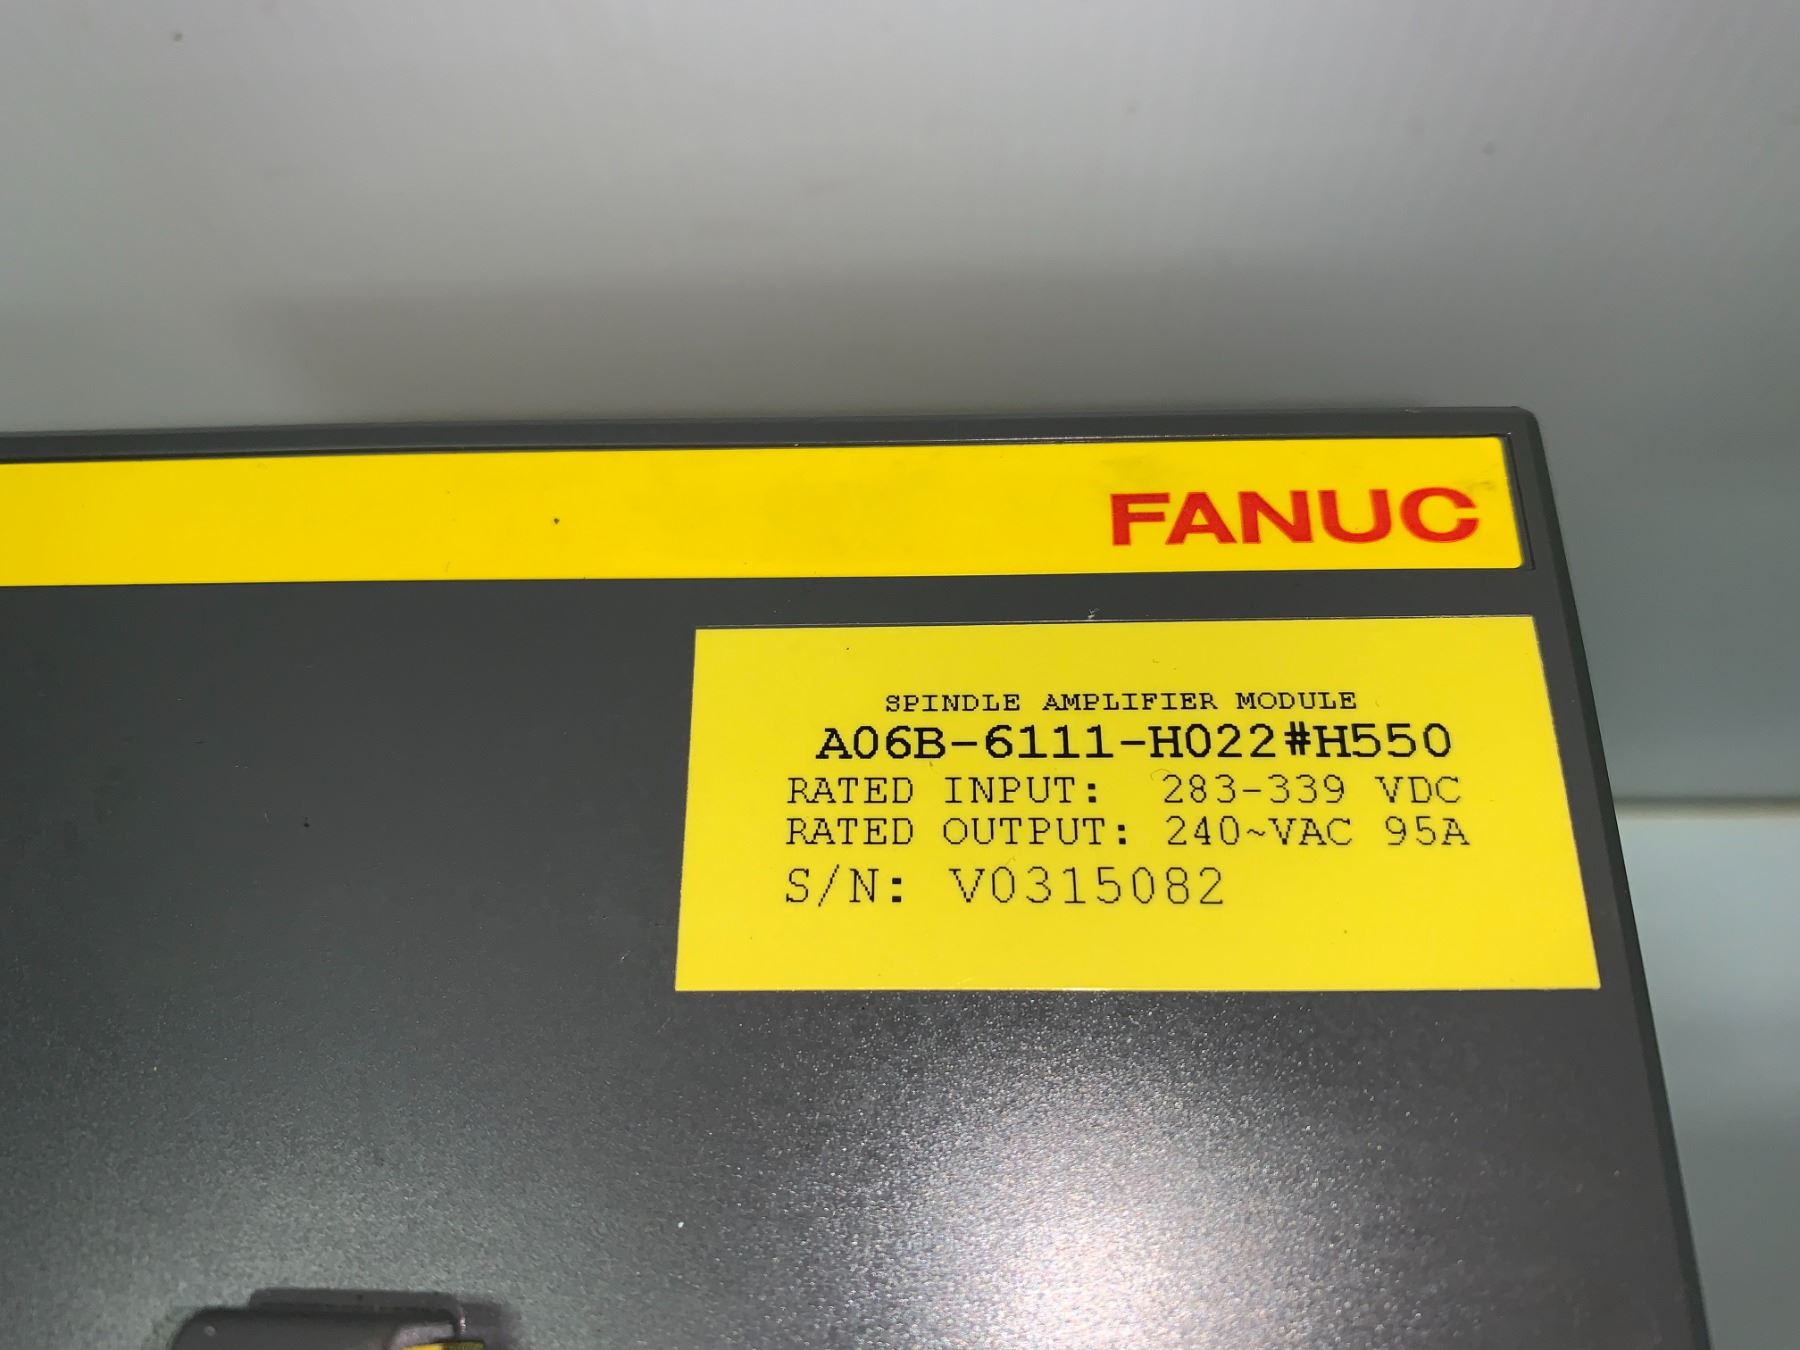 FANUC
SPINDLE AMPLIFIER MODULE
A06B-6111-H022#H550
RATED INPUT: 283-339 VDC
RATED OUTPUT: 240~VAC 95A
S/N: V0315082